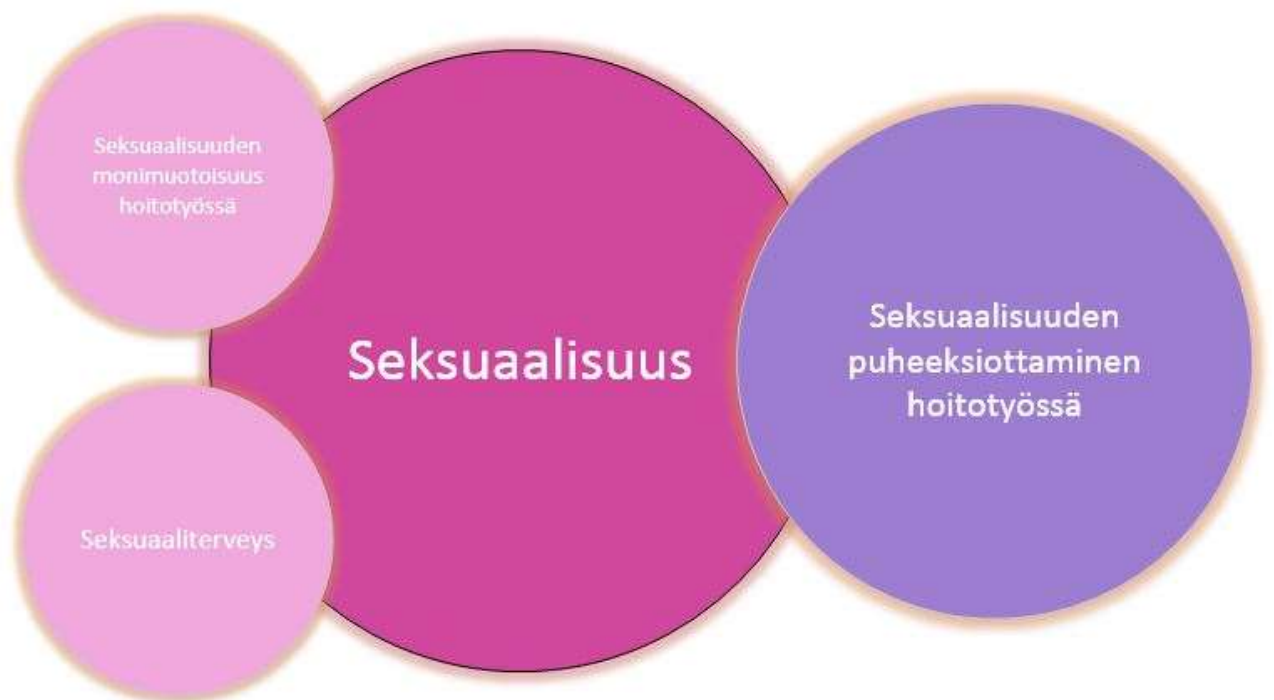 Seksuaalisuuden
monimuotoisuus
hoitotyössä
Seksuaalisuus
Seksuaalisuuden
puheeksiottaminen
hoitotyössä
Seksuaaliterveys